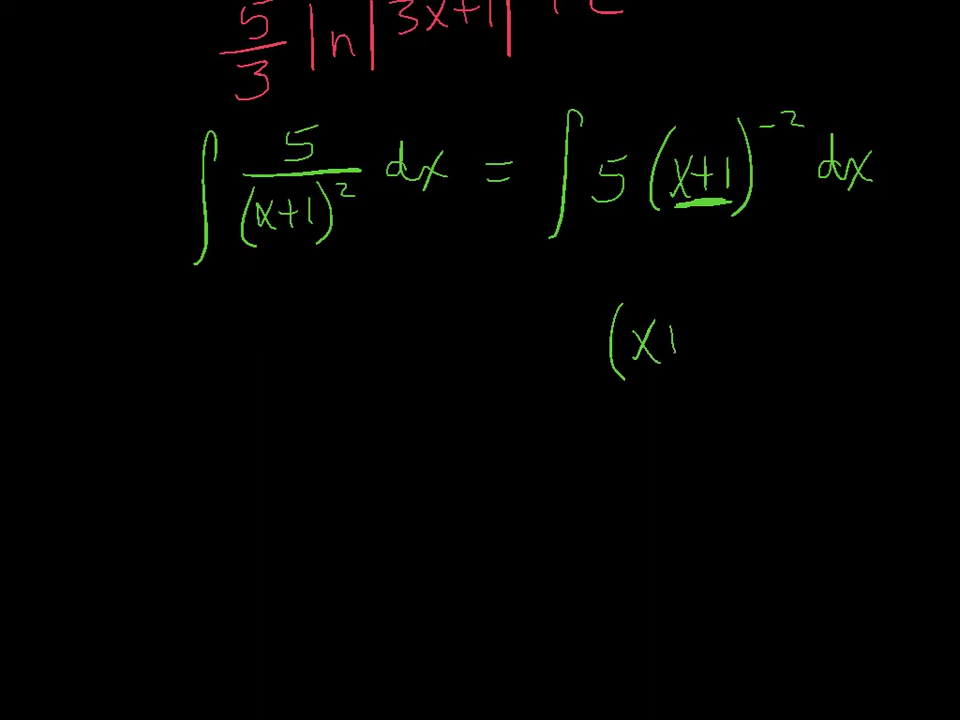 5/3 ln|3x+1| + C
∫ 5/(x+1)² dx = ∫ 5(x+1)⁻² dx
(x1